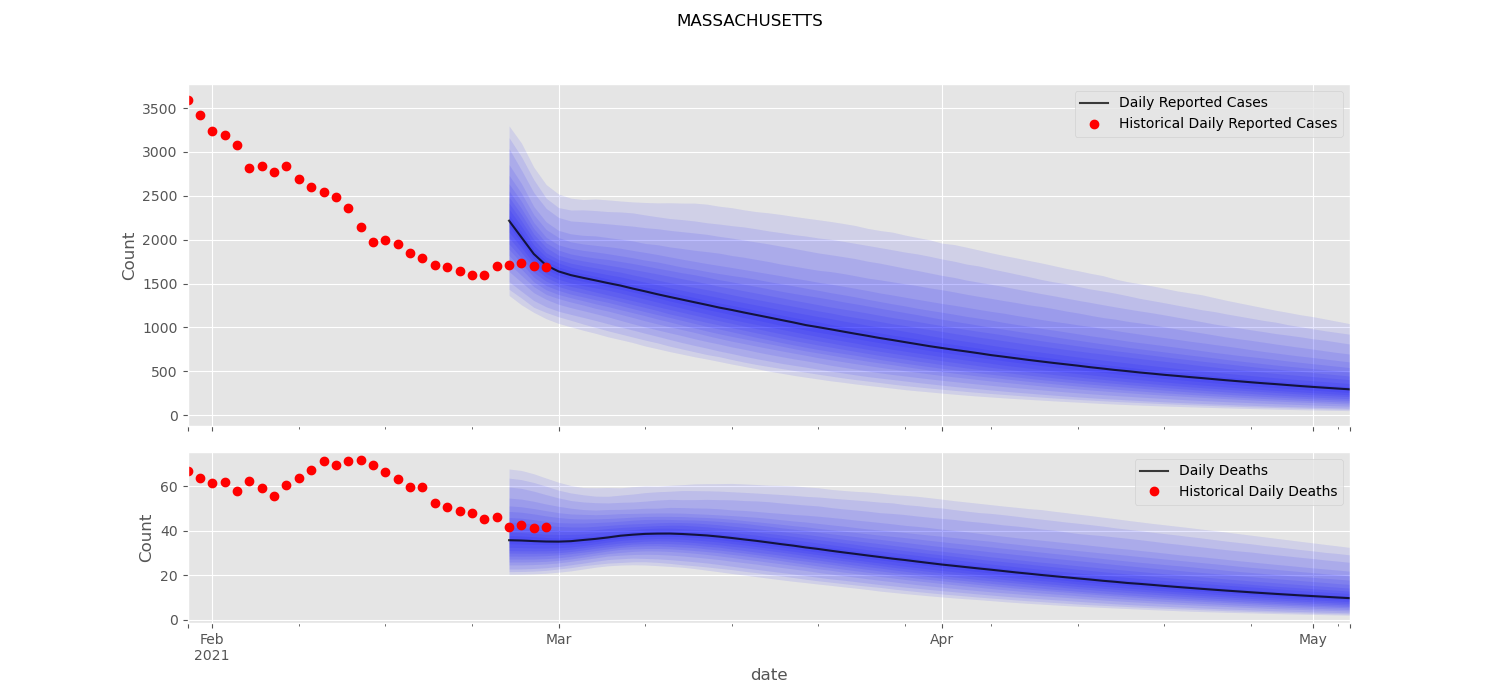 MASSACHUSETTS
Daily Reported Cases
Historical Daily Reported Cases
Count
3500
3000
2500
2000
1500
1000
500
0
Daily Deaths
Historical Daily Deaths
Count
60
40
20
0
Feb
2021
Mar
Apr
May
date